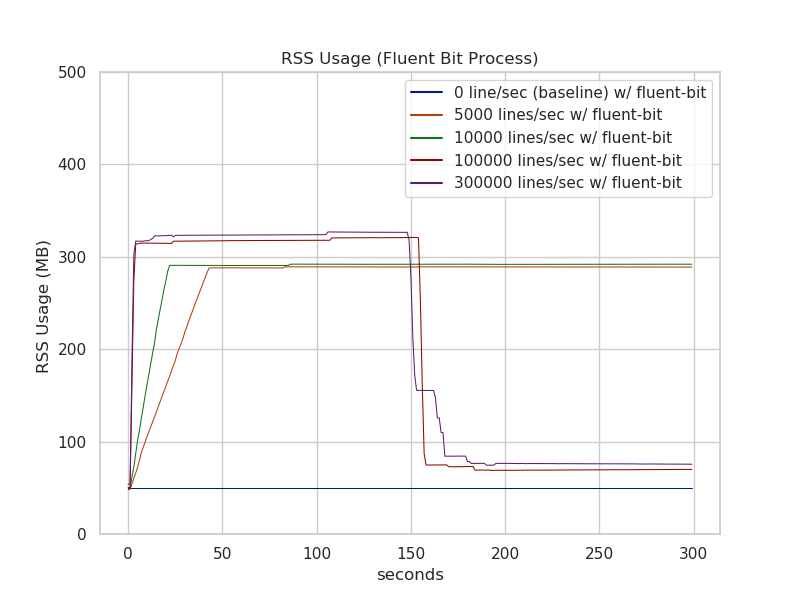 RSS Usage (Fluent Bit Process)
500
400
300
200
100
0
RSS Usage (MB)
0 line/sec (baseline) w/ fluent-bit
5000 lines/sec w/ fluent-bit
10000 lines/sec w/ fluent-bit
100000 lines/sec w/ fluent-bit
300000 lines/sec w/ fluent-bit
0 50 100 150 200 250 300
seconds